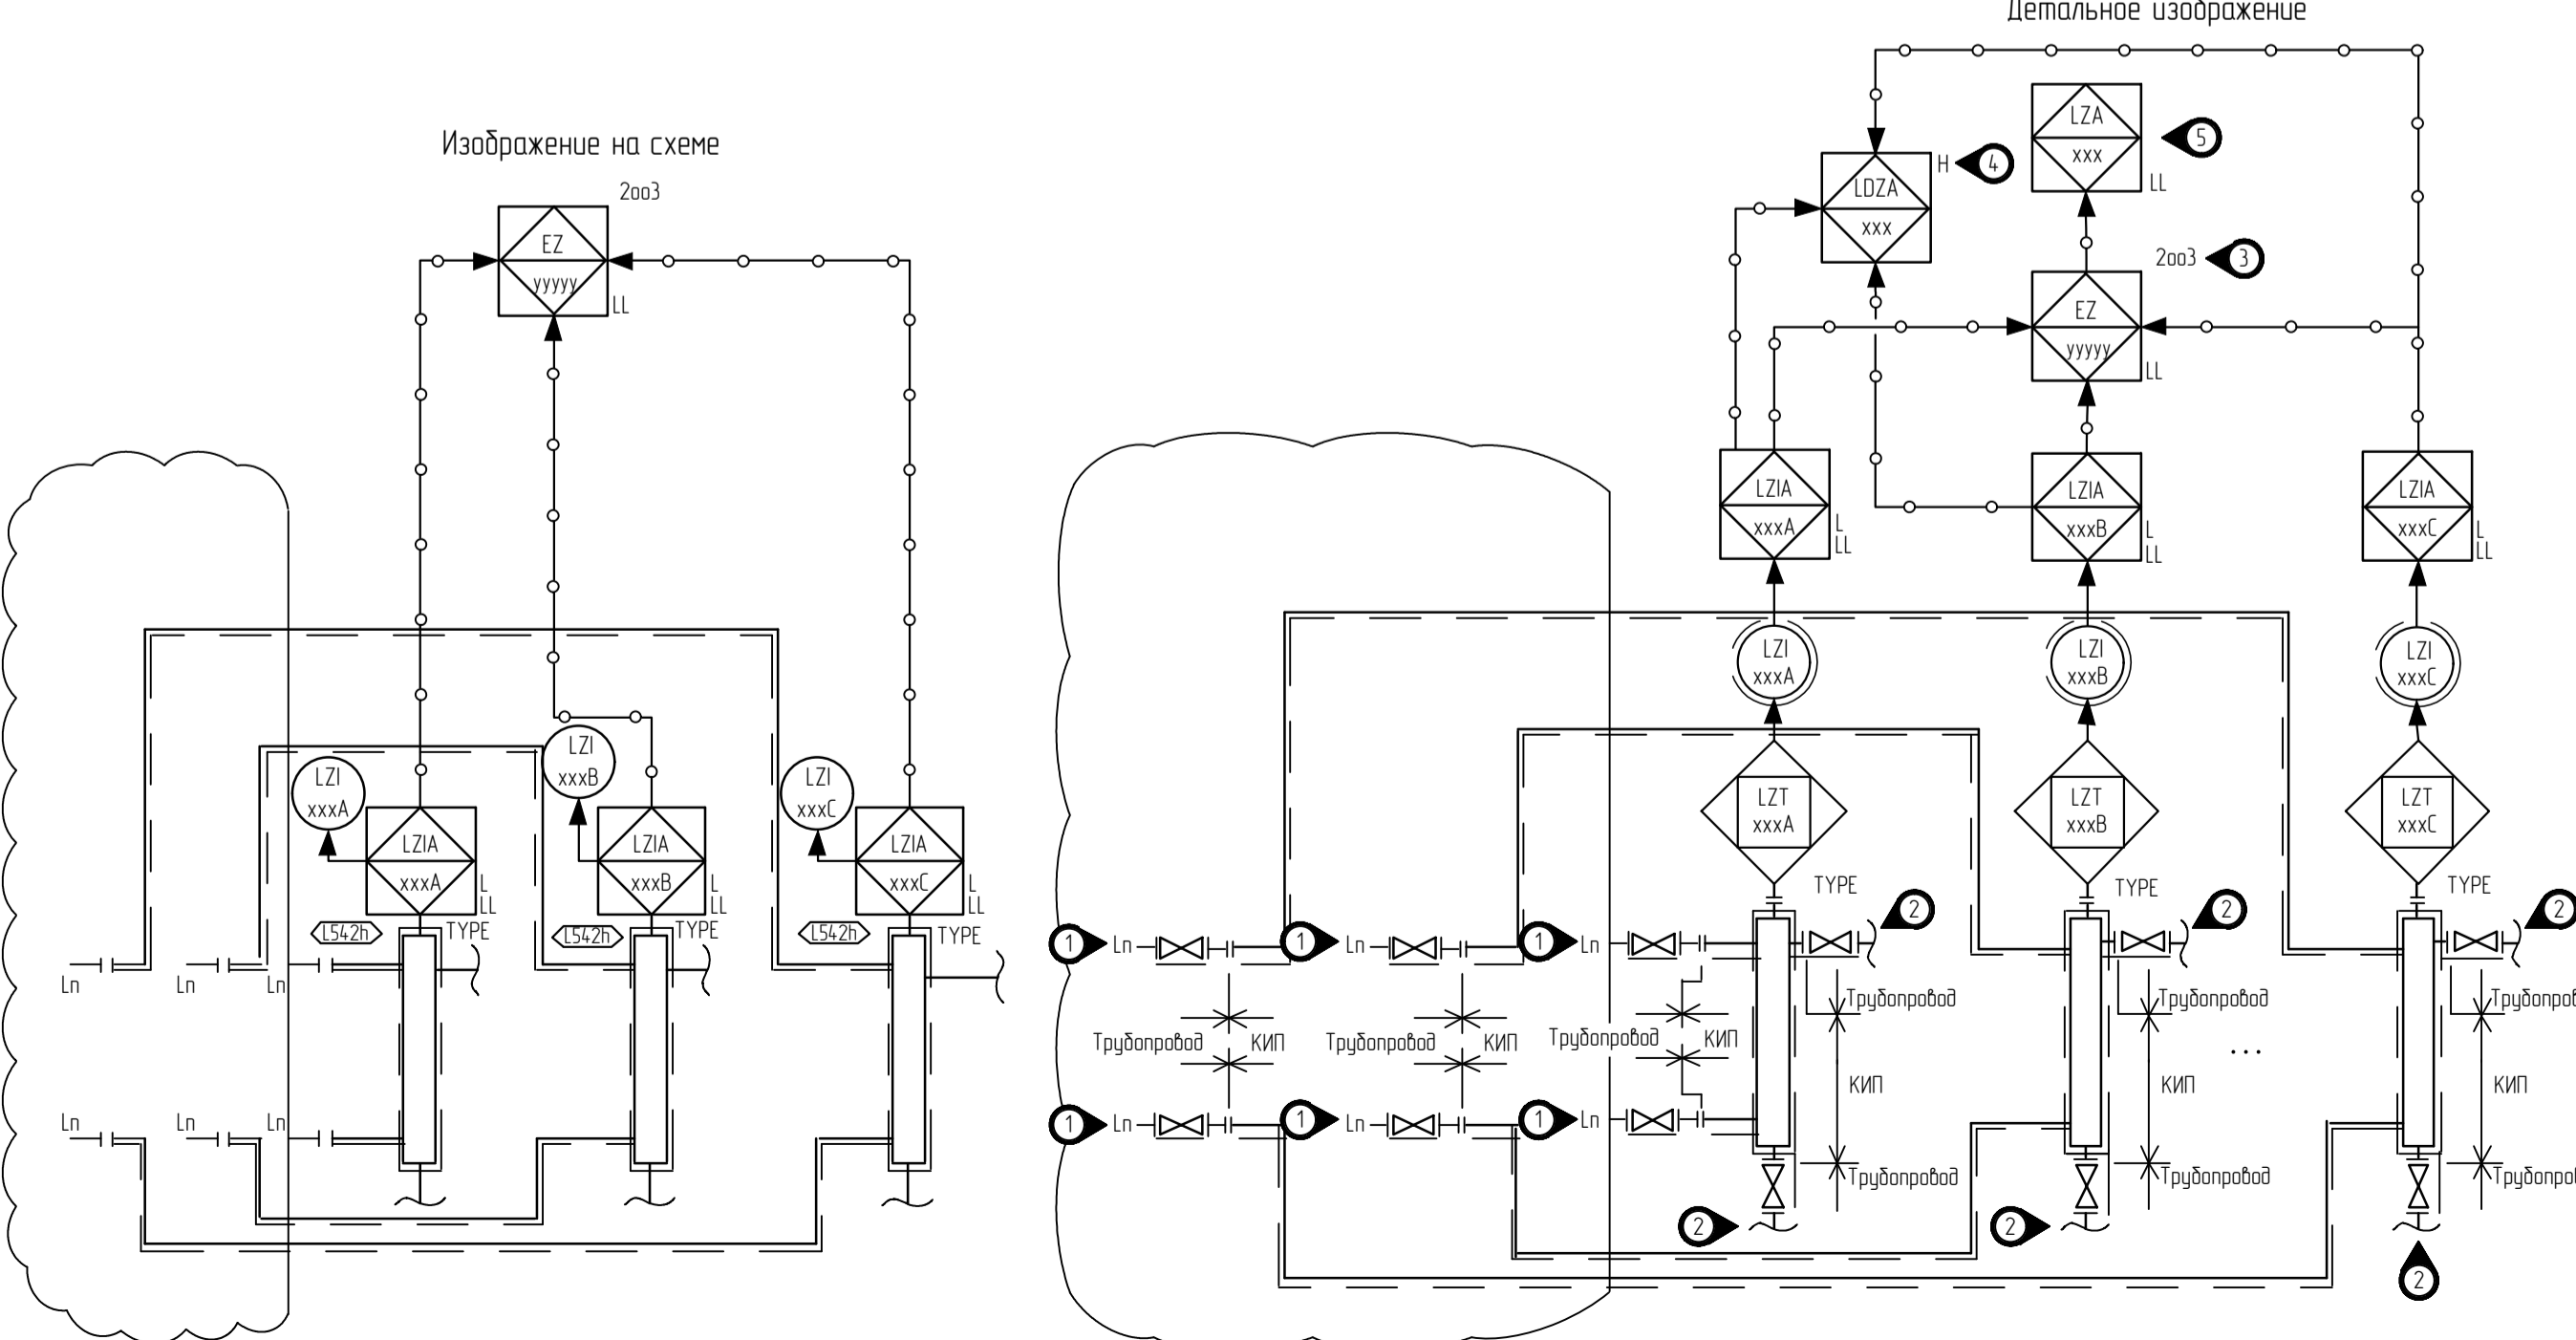 Изображение на схеме
2oo3
EZ
yyyyy
LL
LZI
xxxA
LZI
xxxB
LZI
xxxC
LZIA
xxxA
L
LL
LZIA
xxxB
L
LL
LZIA
xxxC
L
LL
L542h
TYPE
L542h
TYPE
L542h
TYPE
Ln
Ln
Ln
Ln
Ln
Ln
Детальное изображение
LZA
xxx
LL
5
LDZA
xxx
H
4
2oo3
3
EZ
yyyyy
LL
LZIA
xxxA
L
LL
LZIA
xxxB
L
LL
LZIA
xxxC
L
LL
LZI
xxxA
LZI
xxxB
LZI
xxxC
LZT
xxxA
LZT
xxxB
LZT
xxxC
TYPE
2
TYPE
2
TYPE
2
1
Ln
1
Ln
1
Ln
Трубопровод
КИП
Трубопровод
КИП
Трубопровод
КИП
Трубопровод
КИП
Трубопровод
Трубопровод
КИП
Трубопровод
...
Трубопров
КИП
Трубопров
1
Ln
1
Ln
1
Ln
2
2
2